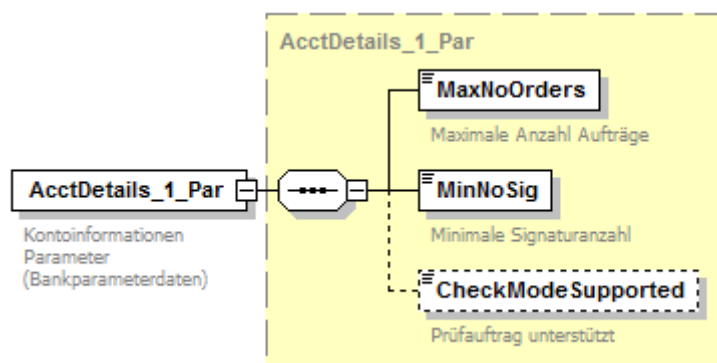 AcctDetails_1_Par
MaxNoOrders
Maximale Anzahl Aufträge
AcctDetails_1_Par
Kontoinformationen
Parameter
(Bankparameterdaten)
MinNoSig
Minimale Signaturanzahl
CheckModeSupported
Prüfauftrag unterstützt